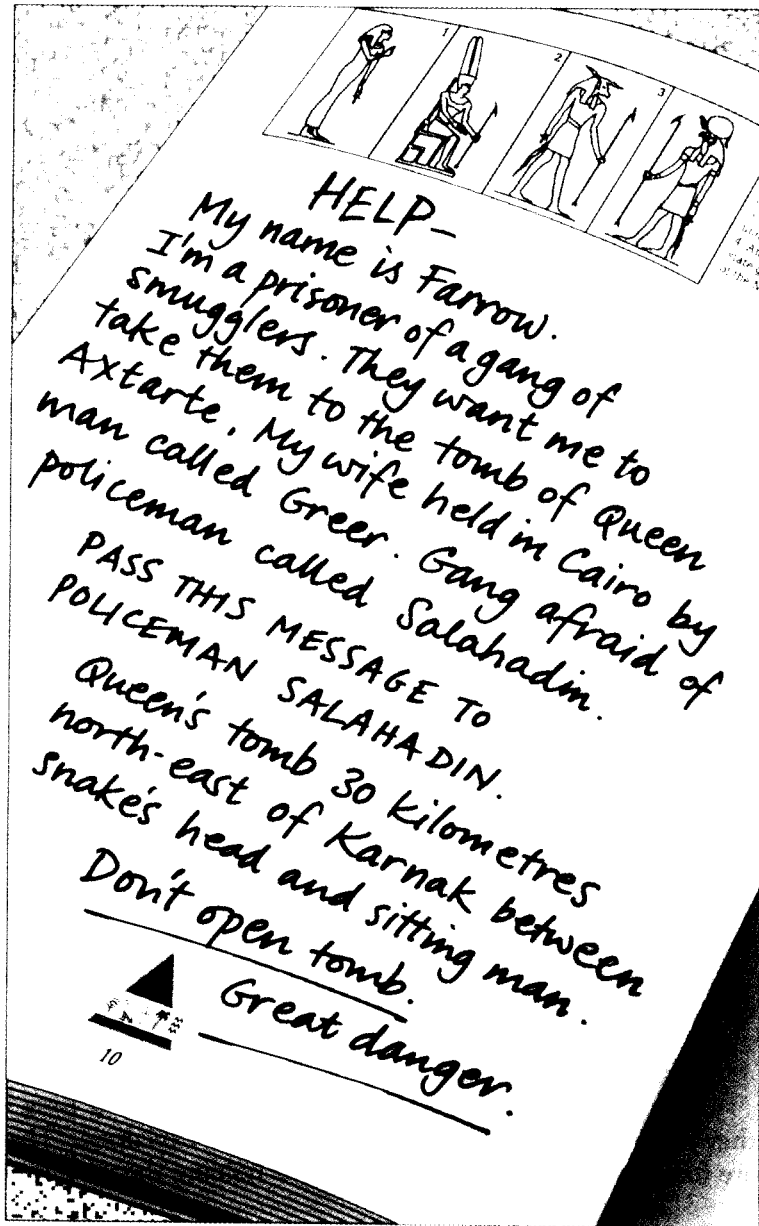 1
2
3
HELP-
My name is Farrow.
I'm a prisoner of a gang of
smugglers. They want me to
take them to the tomb of Queen
Axtarte. My wife held in Cairo by
man called Greer. Gang afraid of
policeman called Salahadin.
PASS THIS MESSAGE TO
POLICEMAN SALAHADIN.
Queen's tomb 30 kilometres
north-east of Karnak between
snake's head and sitting man.
Don't open tomb.
Great danger.
10